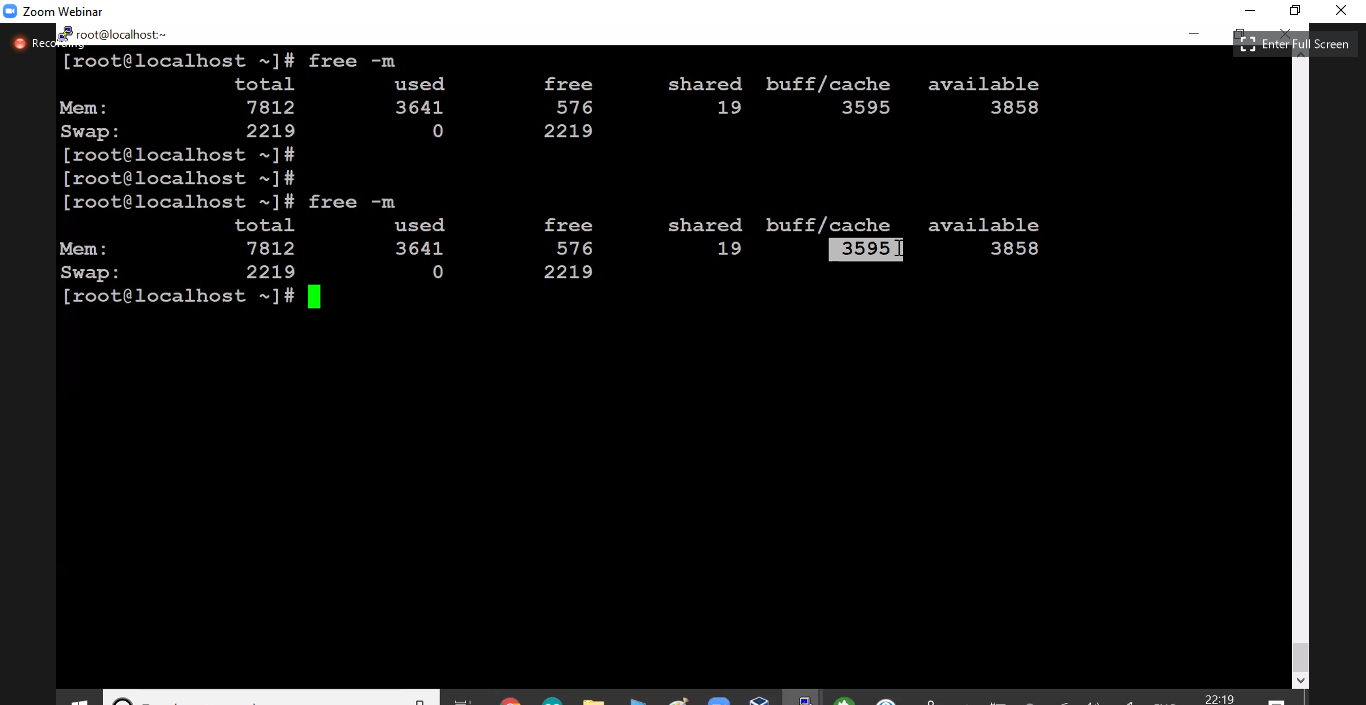 Zoom Webinar
root@localhost:~
Recording
Enter Full Screen
[root@localhost ~]# free -m
total used free shared buff/cache available
Mem: 7812 3641 576 19 3595 3858
Swap: 2219 0 2219
[root@localhost ~]#
[root@localhost ~]#
[root@localhost ~]# free -m
total used free shared buff/cache available
Mem: 7812 3641 576 19 3595 3858
Swap: 2219 0 2219
[root@localhost ~]#
22:19